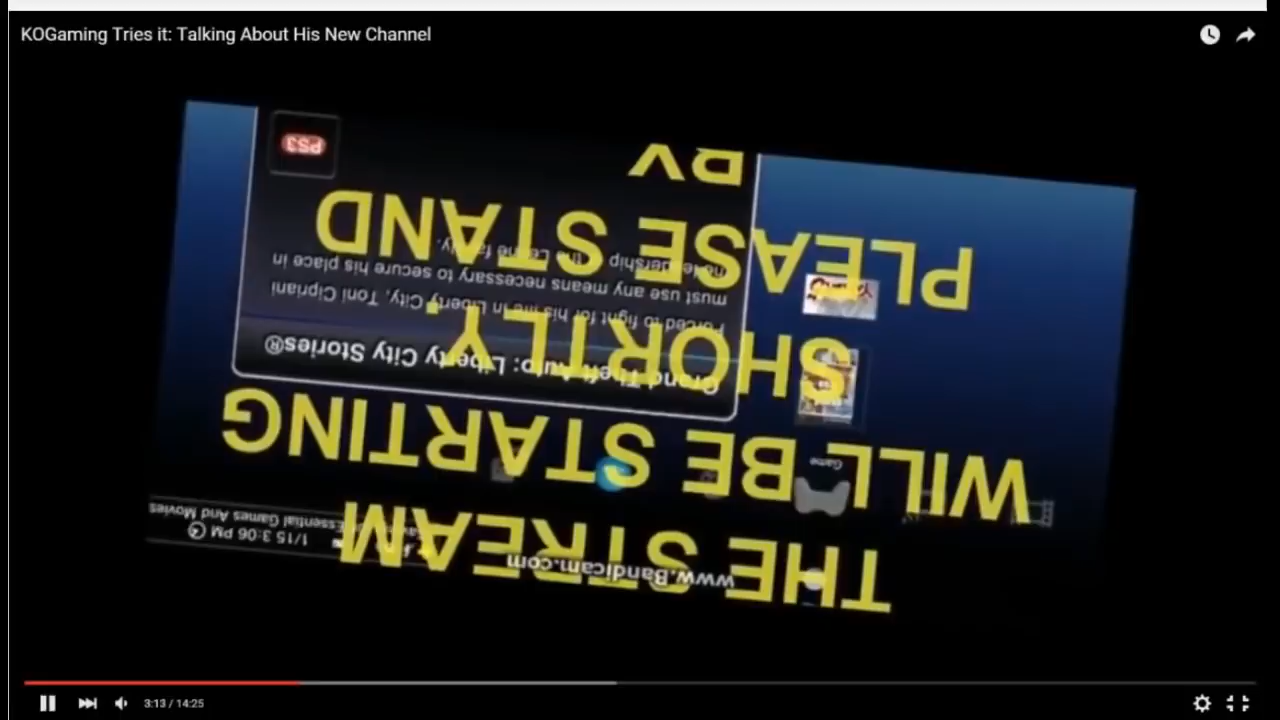 KOGaming Tries it: Talking About His New Channel
THE STREAM
WILL BE STARTING
SHORTLY.
PLEASE STAND
BY
www.Bandicam.com
1/15 3:06 PM
Essential Games And Movies
Game
Grand Theft Auto: Liberty City Stories®
Forced to fight for his life in Liberty City, Toni Cipriani
must use any means necessary to secure his place in
the Leone family.
PS3
3:13 / 14:25